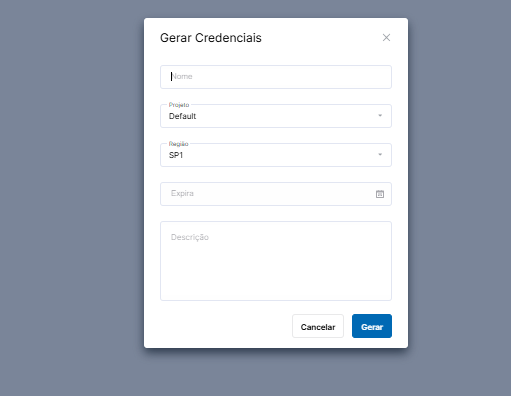 Gerar Credenciais
Nome
Projeto
Default
Região
SP1
Expira
Descrição
Cancelar
Gerar